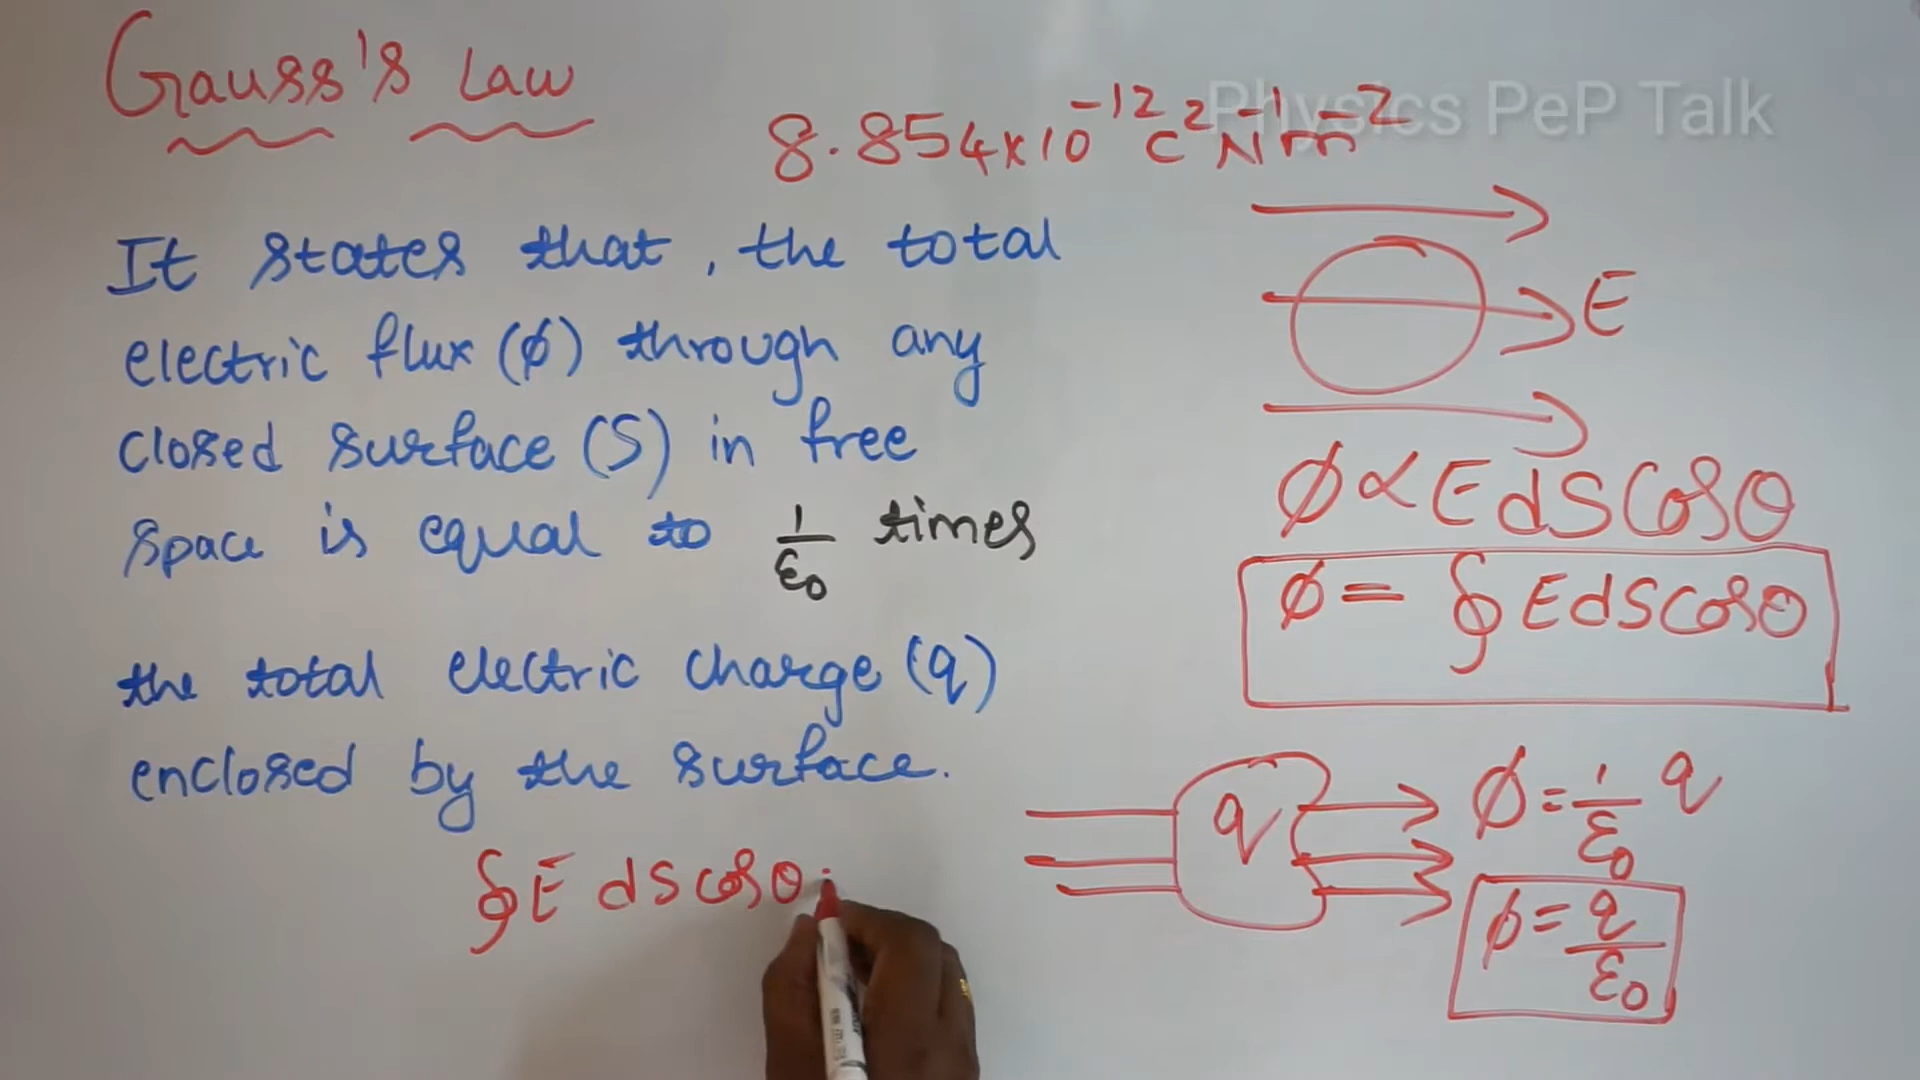 Gauss's Law
Physics PeP Talk
8.854×10⁻¹² C² N⁻¹ m⁻²
It states that, the total
electric flux (ϕ) through any
closed surface (S) in free
space is equal to 1/ε₀ times
the total electric charge (q)
enclosed by the surface.
∮ E dS cosθ
E
ϕ ∝ E dS Cosθ
ϕ = ∮ E dS cosθ
q
ϕ = 1/ε₀ q
ϕ = q/ε₀